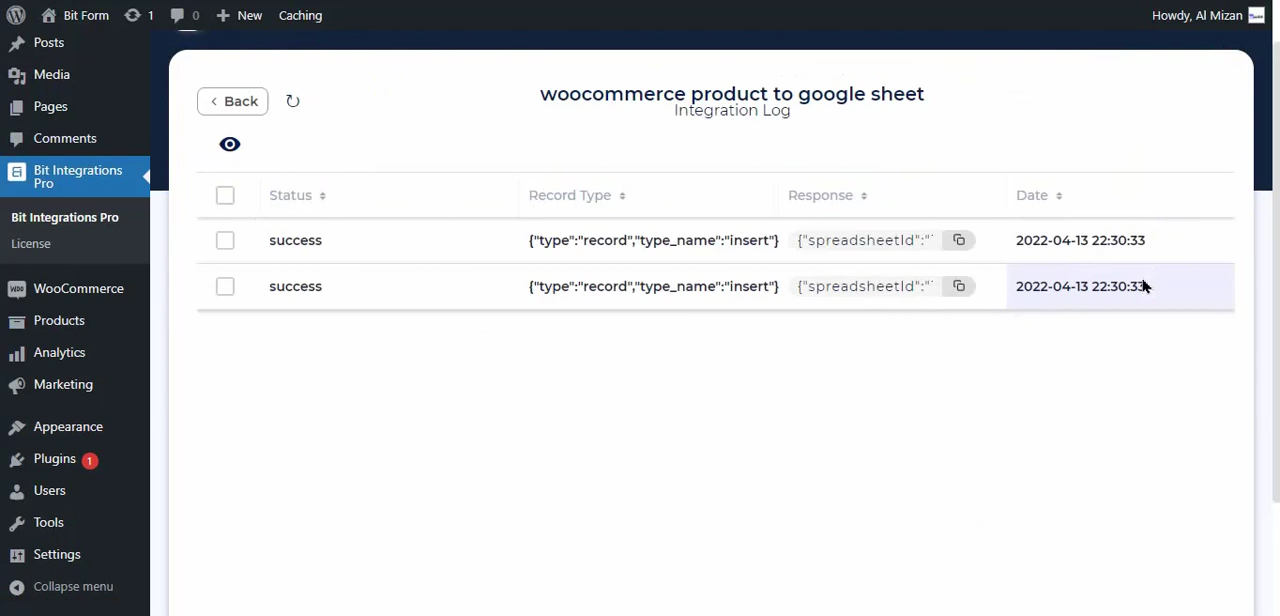 Bit Form 1 0 New Caching Howdy, Al Mizan
Posts
Media
Pages
Comments
Bit Integrations
Pro
Bit Integrations Pro
License
WooCommerce
Products
Analytics
Marketing
Appearance
Plugins 1
Users
Tools
Settings
Collapse menu
Back
woocommerce product to google sheet
Integration Log
Status Record Type Response Date
success {"type":"record","type_name":"insert"} {"spreadsheetId":" 2022-04-13 22:30:33
success {"type":"record","type_name":"insert"} {"spreadsheetId":" 2022-04-13 22:30:33